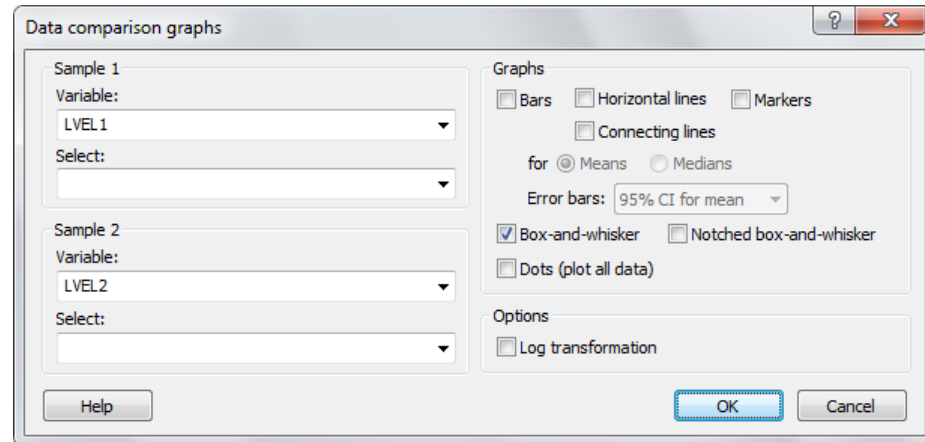 Data comparison graphs
Sample 1
Variable:
LVEL1
Select:
Sample 2
Variable:
LVEL2
Select:
Graphs
Bars Horizontal lines Markers
Connecting lines
for Means Medians
Error bars: 95% CI for mean
Box-and-whisker Notched box-and-whisker
Dots (plot all data)
Options
Log transformation
Help OK Cancel